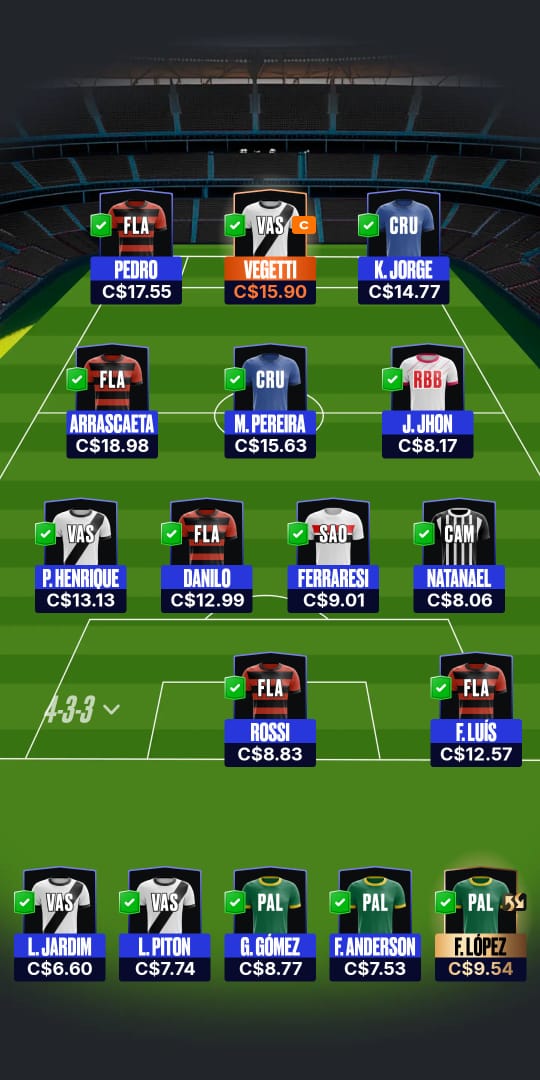 FLA VAS C CRU
PEDRO VEGETTI K. JORGE
C$17.55 C$15.90 C$14.77
FLA CRU RBB
ARRASCAETA M. PEREIRA J. JHON
C$18.98 C$15.63 C$8.17
VAS FLA SAO CAM
P. HENRIQUE DANILO FERRARESI NATANAEL
C$13.13 C$12.99 C$9.01 C$8.06
FLA FLA
4-3-3
ROSSI F. LUÍS
C$8.83 C$12.57
VAS VAS PAL PAL PAL
L. JARDIM L. PITON G. GÓMEZ F. ANDERSON F. LÓPEZ
C$6.60 C$7.74 C$8.77 C$7.53 C$9.54